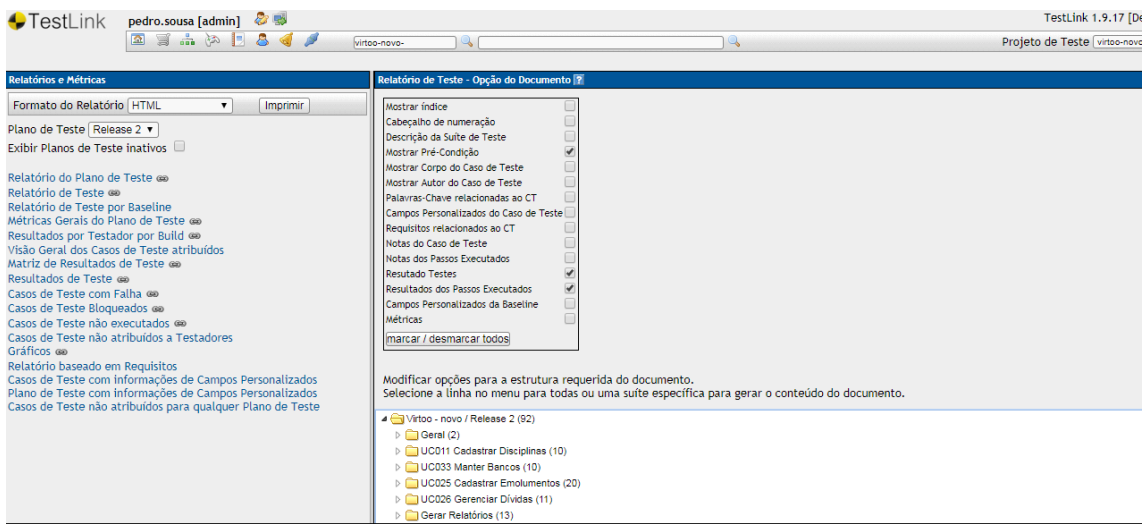 TestLink pedro.sousa [admin] TestLink 1.9.17 [De
virtoo-novo- Projeto de Teste virtoo-novo
Relatórios e Métricas
Formato do Relatório HTML Imprimir
Plano de Teste Release 2
Exibir Planos de Teste inativos
Relatório do Plano de Teste
Relatório de Teste
Relatório de Teste por Baseline
Métricas Gerais do Plano de Teste
Resultados por Testador por Build
Visão Geral dos Casos de Teste atribuídos
Matriz de Resultados de Teste
Resultados de Teste
Casos de Teste com Falha
Casos de Teste Bloqueados
Casos de Teste não executados
Casos de Teste não atribuídos a Testadores
Gráficos
Relatório baseado em Requisitos
Casos de Teste com informações de Campos Personalizados
Plano de Teste com informações de Campos Personalizados
Casos de Teste não atribuídos para qualquer Plano de Teste
Relatório de Teste - Opção do Documento ?
Mostrar índice
Cabeçalho de numeração
Descrição da Suíte de Teste
Mostrar Pré-Condição
Mostrar Corpo do Caso de Teste
Mostrar Autor do Caso de Teste
Palavras-Chave relacionadas ao CT
Campos Personalizados do Caso de Teste
Requisitos relacionados ao CT
Notas do Caso de Teste
Notas dos Passos Executados
Resutado Testes
Resultados dos Passos Executados
Campos Personalizados da Baseline
Métricas
marcar / desmarcar todos
Modificar opções para a estrutura requerida do documento.
Selecione a linha no menu para todas ou uma suíte específica para gerar o conteúdo do documento.
Virtoo - novo / Release 2 (92)
Geral (2)
UC011 Cadastrar Disciplinas (10)
UC033 Manter Bancos (10)
UC025 Cadastrar Emolumentos (20)
UC026 Gerenciar Dívidas (11)
Gerar Relatórios (13)